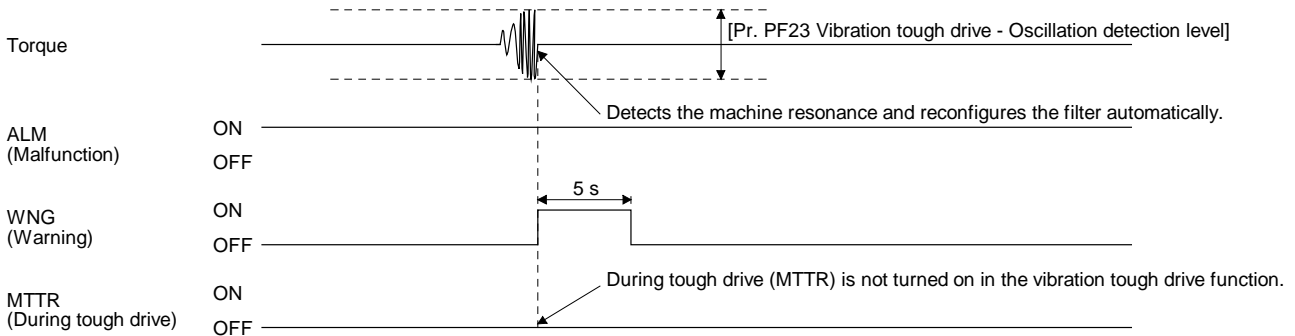 [Pr. PF23 Vibration tough drive - Oscillation detection level]
Torque
Detects the machine resonance and reconfigures the filter automatically.
ALM
(Malfunction)
ON
OFF
5 s
WNG
(Warning)
ON
OFF
During tough drive (MTTR) is not turned on in the vibration tough drive function.
MTTR
(During tough drive)
ON
OFF